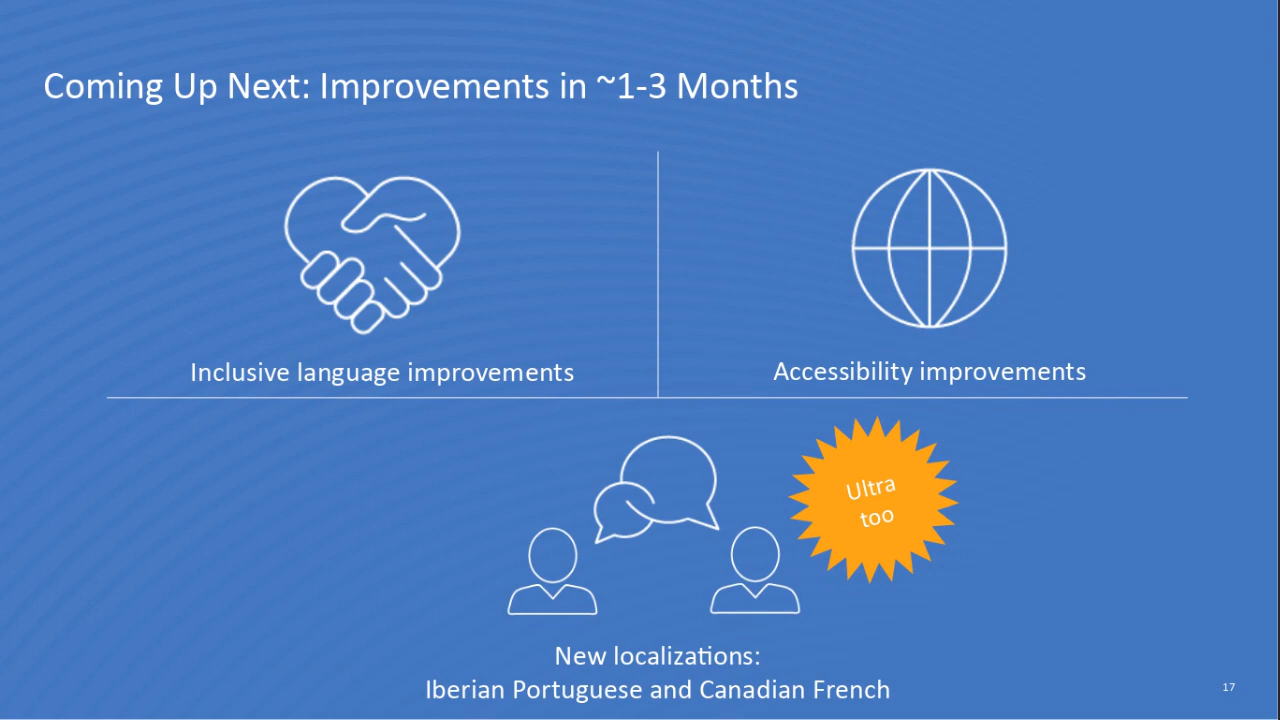 Coming Up Next: Improvements in ~1-3 Months
Inclusive language improvements
Accessibility improvements
Ultra
too
New localizations:
Iberian Portuguese and Canadian French
17